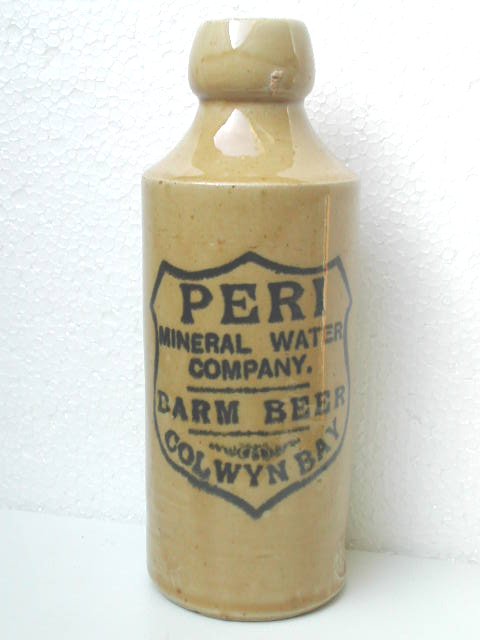 PERI
MINERAL WATER
COMPANY.
BARM BEER
COLWYN BAY